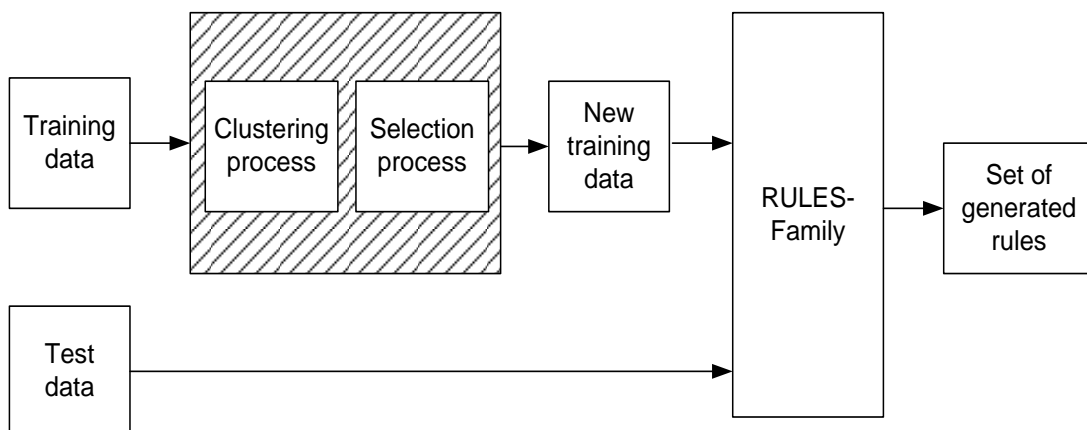 Training
data
Clustering
process
Selection
process
New
training
data
RULES-
Family
Set of
generated
rules
Test
data